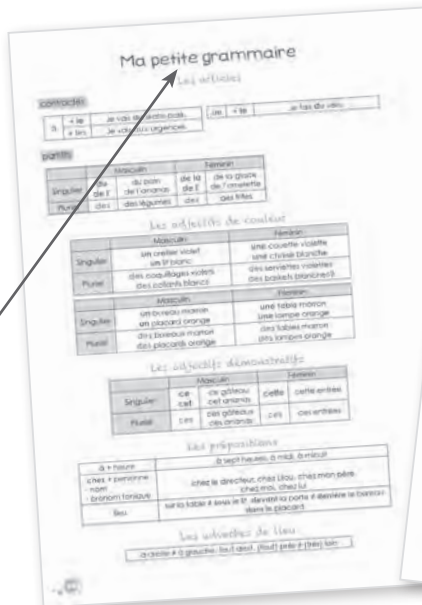 Ma petite grammaire
Les articles
contractés
à + le Je vais au
+ les Je vais aux urgences.
de + le Je fais du vélo.
partitifs
Masculin Féminin
Singulier du du pain de la de la glace
de l' de l'ananas de l' de l'omelette
Pluriel des des légumes des des frites
Les adjectifs de couleur
Masculin Féminin
Singulier un oreiller violet une couette violette
un lit blanc une chaise blanche
Pluriel des coquillages violets des serviettes violettes
des collants blancs des baskets blanches
Masculin Féminin
Singulier un bureau marron une table marron
un placard orange une lampe orange
Pluriel des bureaux marron des tables marron
des placards orange des lampes orange
Les adjectifs démonstratifs
Masculin Féminin
Singulier ce ce gâteau cette cette entrée
cet cet ananas
Pluriel ces ces gâteaux ces ces entrées
ces ananas
Les prépositions
à + heure à sept heures, à midi, à minuit
chez + personne
- nom chez le directeur, chez Lilou, chez mon père
- pronom tonique chez moi, chez lui
lieu sur la table ≠ sous le lit, devant la porte ≠ derrière le bureau
dans le placard
Les adverbes de lieu
à droite ≠ à gauche, tout droit, (tout) près ≠ (très) loin